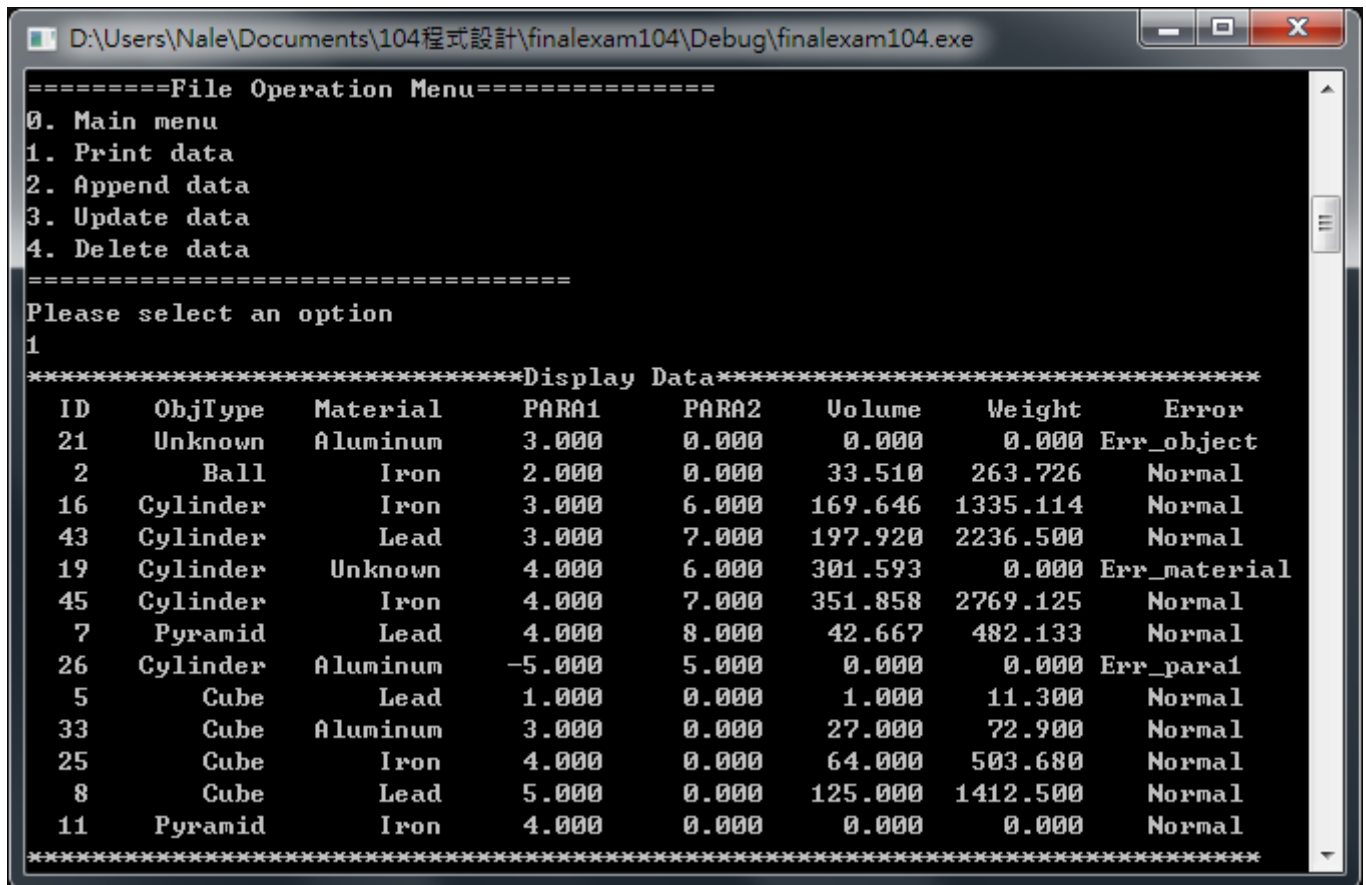 D:\Users\Nale\Documents\104程式設計\finalexam104\Debug\finalexam104.exe
=========File Operation Menu===============
0. Main menu
1. Print data
2. Append data
3. Update data
4. Delete data
==================================
Please select an option
1
*******************************Display Data**********************************
ID ObjType Material PARA1 PARA2 Volume Weight Error
21 Unknown Aluminum 3.000 0.000 0.000 0.000 Err_object
2 Ball Iron 2.000 0.000 33.510 263.726 Normal
16 Cylinder Iron 3.000 6.000 169.646 1335.114 Normal
43 Cylinder Lead 3.000 7.000 197.920 2236.500 Normal
19 Cylinder Unknown 4.000 6.000 301.593 0.000 Err_material
45 Cylinder Iron 4.000 7.000 351.858 2769.125 Normal
7 Pyramid Lead 4.000 8.000 42.667 482.133 Normal
26 Cylinder Aluminum -5.000 5.000 0.000 0.000 Err_para1
5 Cube Lead 1.000 0.000 1.000 11.300 Normal
33 Cube Aluminum 3.000 0.000 27.000 72.900 Normal
25 Cube Iron 4.000 0.000 64.000 503.680 Normal
8 Cube Lead 5.000 0.000 125.000 1412.500 Normal
11 Pyramid Iron 4.000 0.000 0.000 0.000 Normal
*****************************************************************************